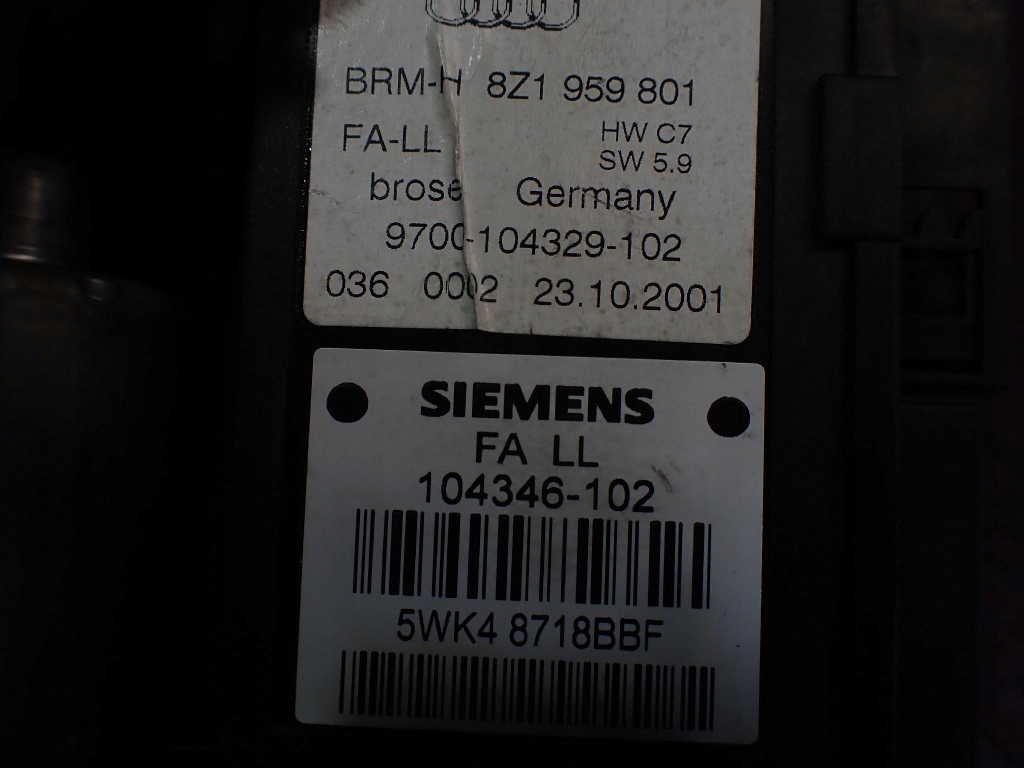 BRM-H 8Z1 959 801
FA-LL HW C7
SW 5.9
brose Germany
9700-104329-102
036 0002 23.10.2001
SIEMENS
FA LL
104346-102
5WK4 8718BBF